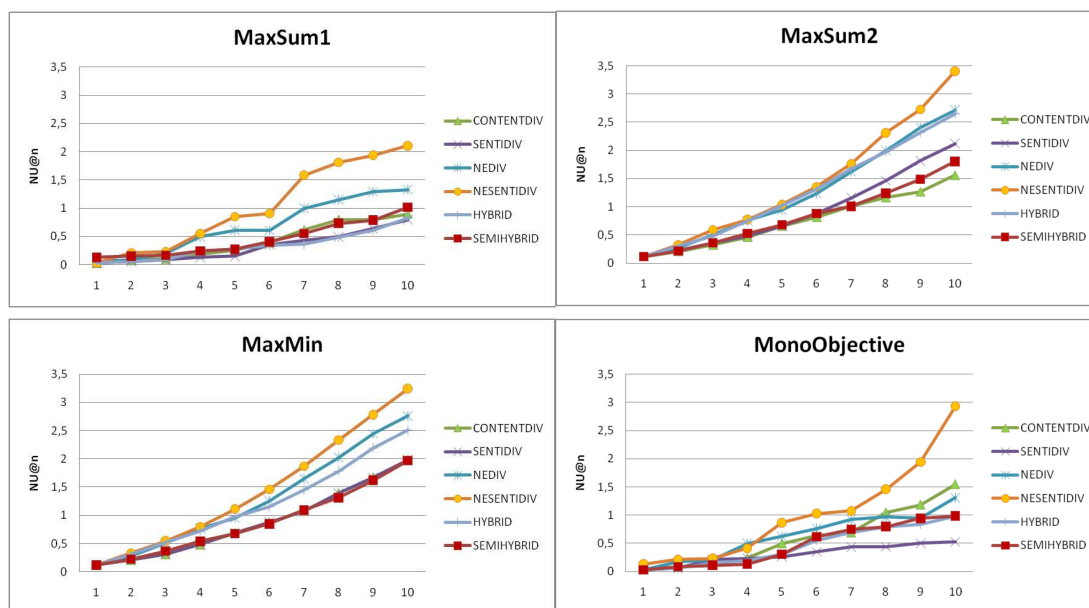 MaxSum1
NU@n
3,5
3
2,5
2
1,5
1
0,5
0
1 2 3 4 5 6 7 8 9 10
CONTENTDIV
SENTIDIV
NEDIV
NESENTIDIV
HYBRID
SEMIHYBRID
MaxSum2
NU@n
3,5
3
2,5
2
1,5
1
0,5
0
1 2 3 4 5 6 7 8 9 10
CONTENTDIV
SENTIDIV
NEDIV
NESENTIDIV
HYBRID
SEMIHYBRID
MaxMin
NU@n
3,5
3
2,5
2
1,5
1
0,5
0
1 2 3 4 5 6 7 8 9 10
CONTENTDIV
SENTIDIV
NEDIV
NESENTIDIV
HYBRID
SEMIHYBRID
MonoObjective
NU@n
3,5
3
2,5
2
1,5
1
0,5
0
1 2 3 4 5 6 7 8 9 10
CONTENTDIV
SENTIDIV
NEDIV
NESENTIDIV
HYBRID
SEMIHYBRID